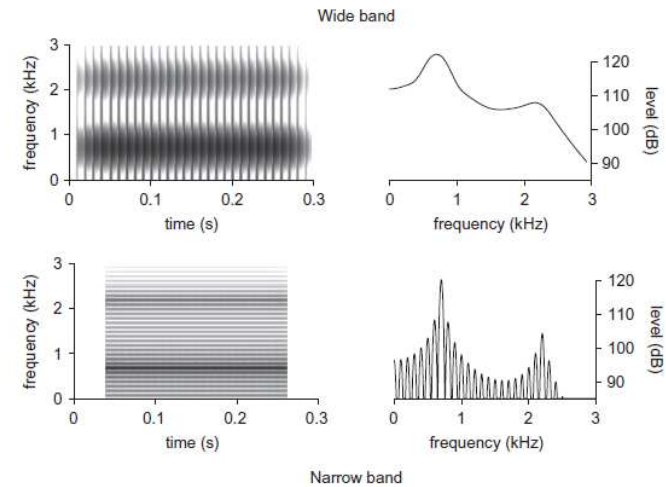 Wide band
frequency (kHz)
3
2
1
0
0 0.1 0.2 0.3
time (s)
120
110
100
90
level (dB)
0 1 2 3
frequency (kHz)
frequency (kHz)
3
2
1
0
0 0.1 0.2 0.3
time (s)
120
110
100
90
level (dB)
0 1 2 3
frequency (kHz)
Narrow band